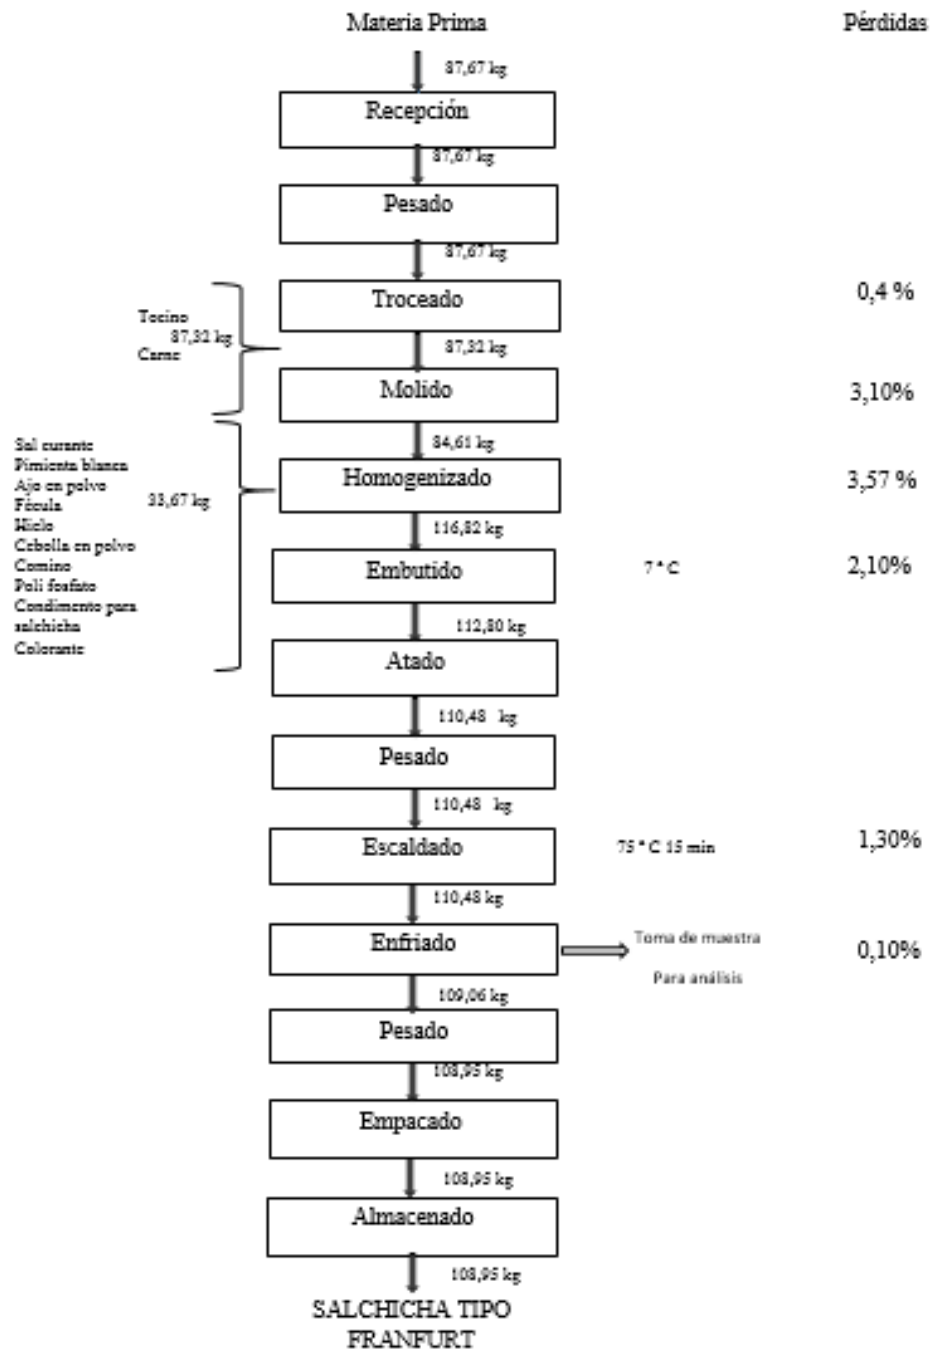 Materia Prima
Pérdidas
87,67 kg
Recepción
87,67 kg
Pesado
87,67 kg
Troceado
0,4 %
Tocino
87,32 kg
Carne
87,32 kg
Molido
3,10%
84,61 kg
Sal curante
Pimienta blanca
Ajo en polvo
Fécula
33,67 kg
Hielo
Cebolla en polvo
Comino
Poli fosfato
Condimento para
salchicha
Colorante
Homogenizado
3,57 %
116,82 kg
Embutido
7 ° C
2,10%
112,80 kg
Atado
110,48 kg
Pesado
110,48 kg
Escaldado
75 ° C 15 min
1,30%
110,48 kg
Enfriado
Toma de muestra
Para análisis
0,10%
109,06 kg
Pesado
108,95 kg
Empacado
108,95 kg
Almacenado
108,95 kg
SALCHICHA TIPO
FRANFURT